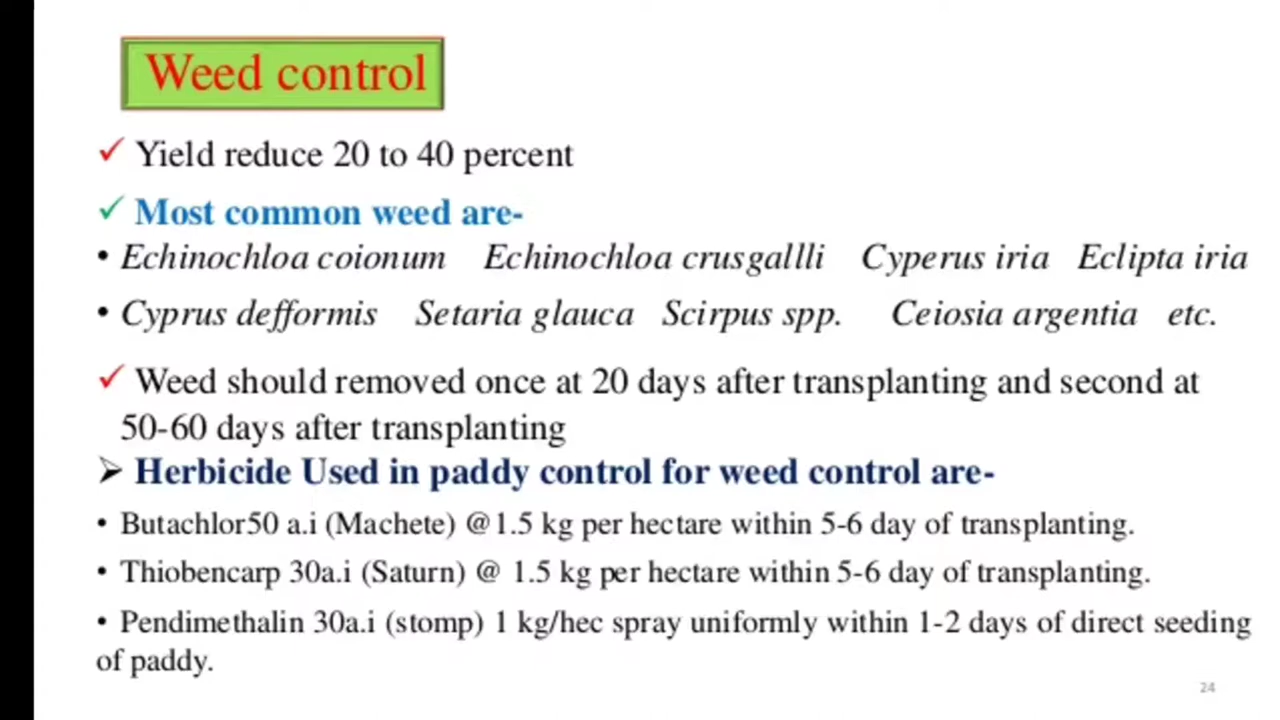 Weed control
✓ Yield reduce 20 to 40 percent
✓ Most common weed are-
• Echinochloa coionum Echinochloa crusgallli Cyperus iria Eclipta iria
• Cyprus defformis Setaria glauca Scirpus spp. Ceiosia argentia etc.
✓ Weed should removed once at 20 days after transplanting and second at
50-60 days after transplanting
➢ Herbicide Used in paddy control for weed control are-
• Butachlor50 a.i (Machete) @1.5 kg per hectare within 5-6 day of transplanting.
• Thiobencarp 30a.i (Saturn) @ 1.5 kg per hectare within 5-6 day of transplanting.
• Pendimethalin 30a.i (stomp) 1 kg/hec spray uniformly within 1-2 days of direct seeding
of paddy.
24